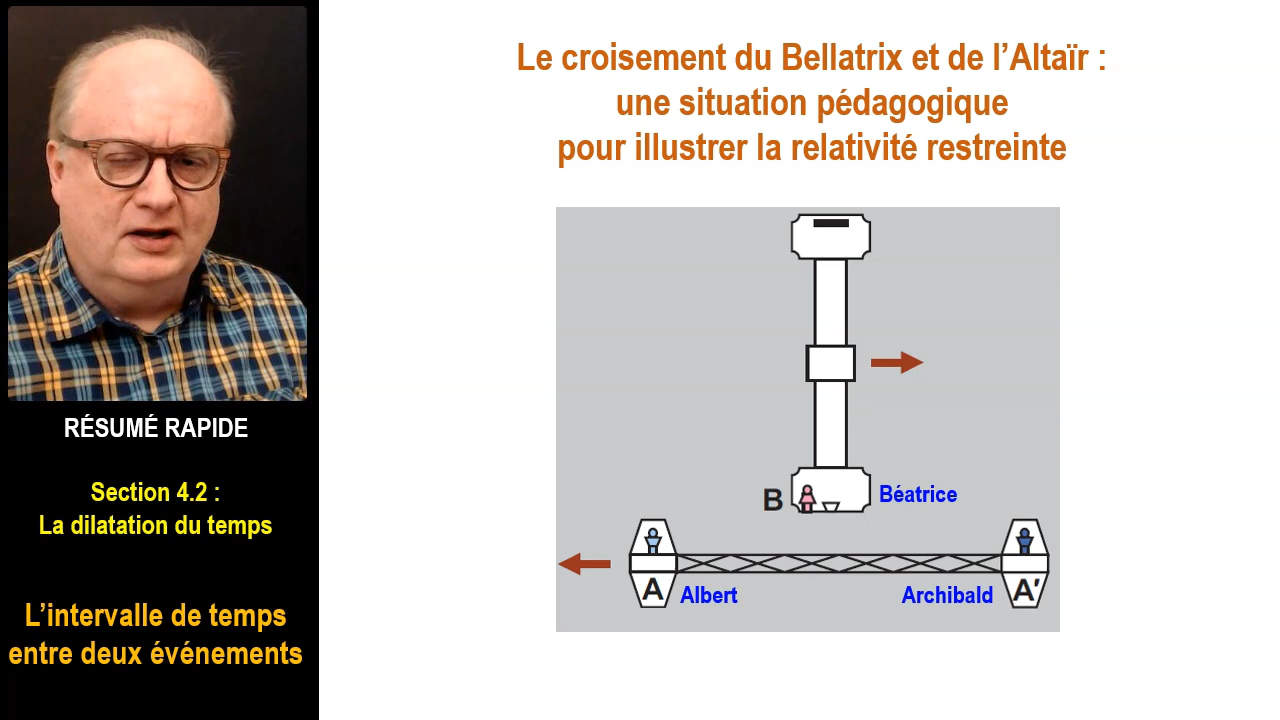 Le croisement du Bellatrix et de l’Altaïr :
une situation pédagogique
pour illustrer la relativité restreinte
B
Béatrice
A
Albert
Archibald
A′
RÉSUMÉ RAPIDE
Section 4.2 :
La dilatation du temps
L’intervalle de temps
entre deux événements